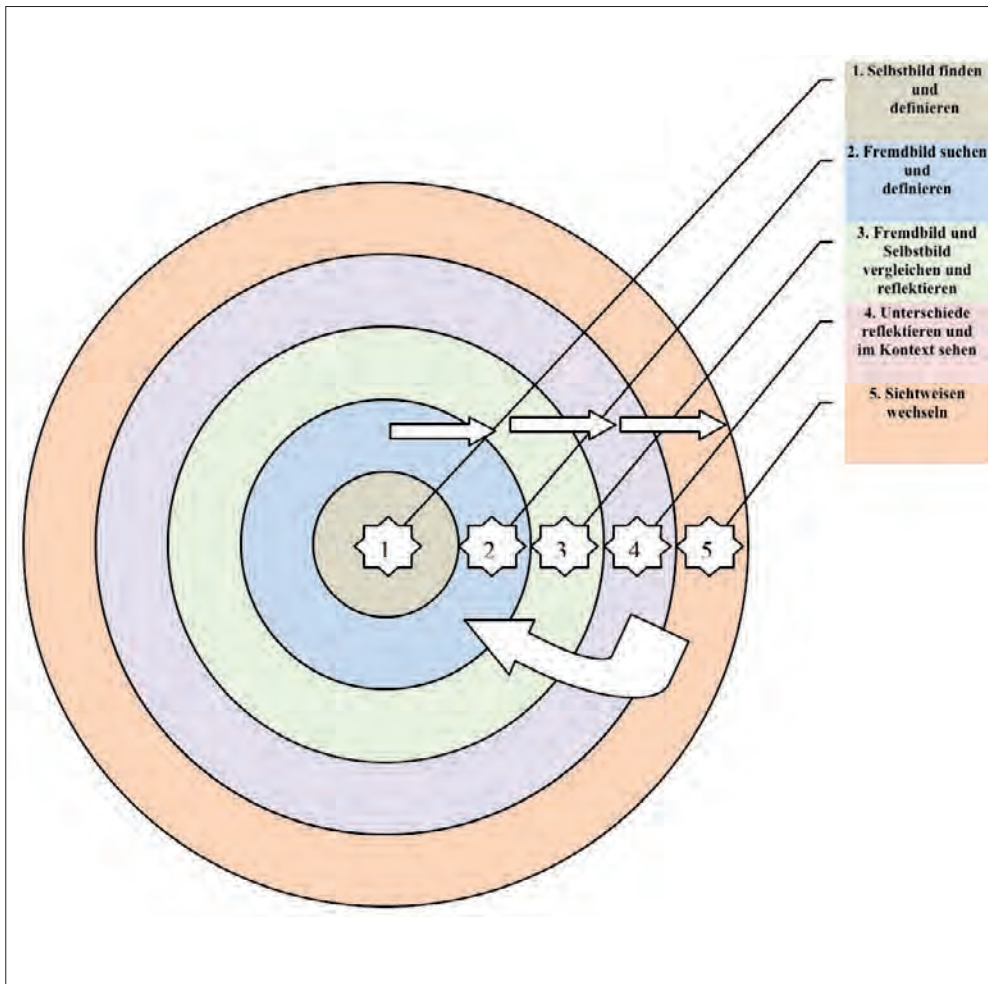 1. Selbstbild finden
und
definieren
2. Fremdbild suchen
und
definieren
3. Fremdbild und
Selbstbild
vergleichen und
reflektieren
4. Unterschiede
reflektieren und
im Kontext sehen
5. Sichtweisen
wechseln
1 2 3 4 5